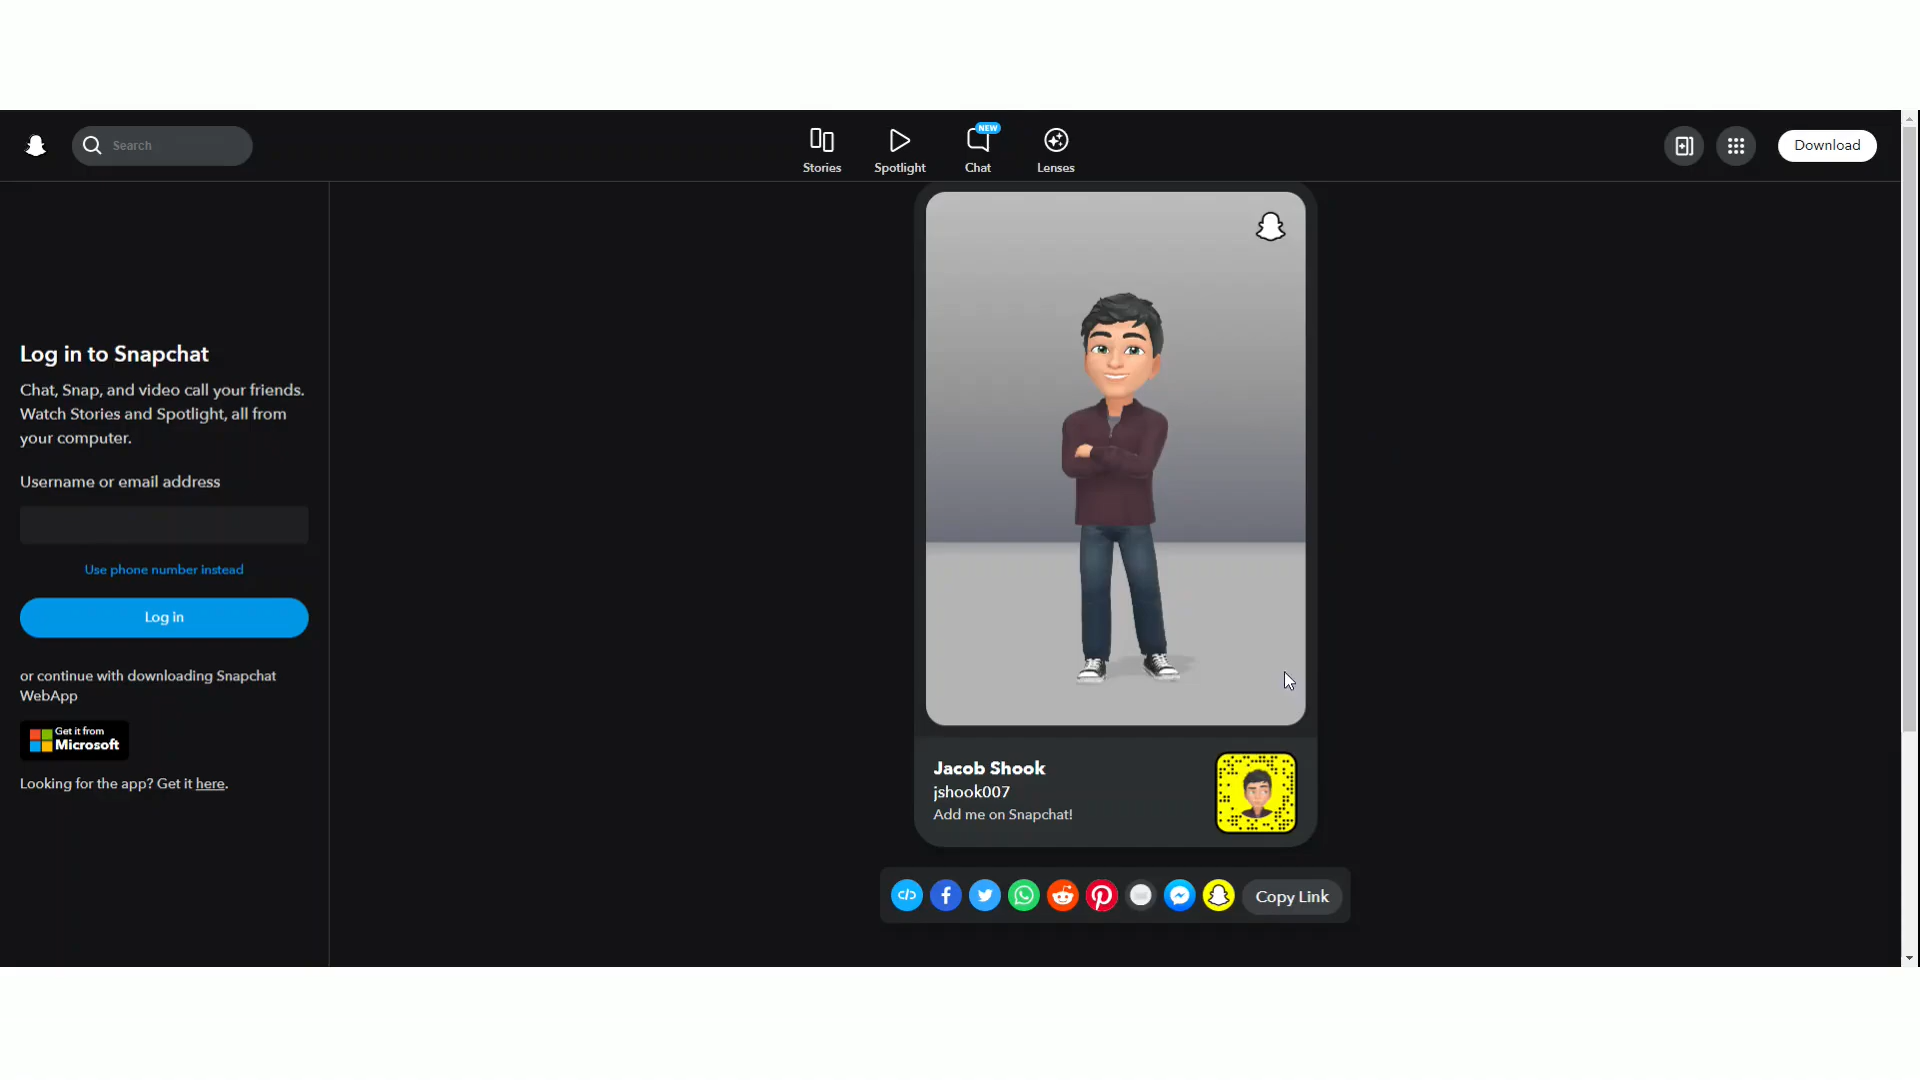 Search
Stories
Spotlight
NEW
Chat
Lenses
Download
Log in to Snapchat
Chat, Snap, and video call your friends.
Watch Stories and Spotlight, all from
your computer.
Username or email address
Use phone number instead
Log in
or continue with downloading Snapchat
WebApp
Get it from
Microsoft
Looking for the app? Get it here.
Jacob Shook
jshook007
Add me on Snapchat!
Copy Link